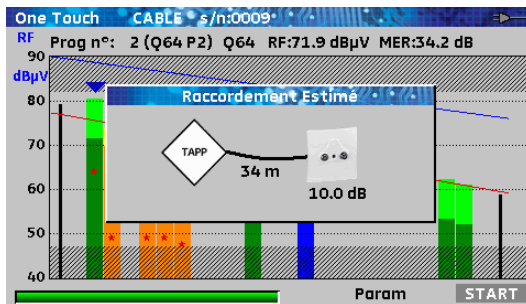 One Touch CABLE s/n:0009
RF Prog n°: 2 (Q64 P2) Q64 RF:71.9 dBµV MER:34.2 dB
90
dBµV
80
Raccordement Estimé
70
TAPP
34 m
60
10.0 dB
50
40
Param START